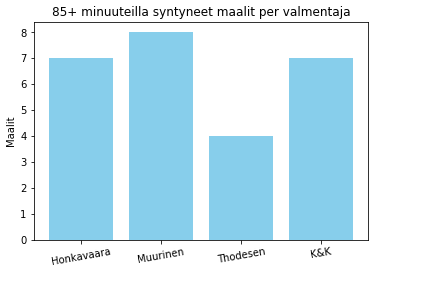 85+ minuuteilla syntyneet maalit per valmentaja
Maalit
8
7
6
5
4
3
2
1
0
Honkavaara
Muurinen
Thodesen
K&K